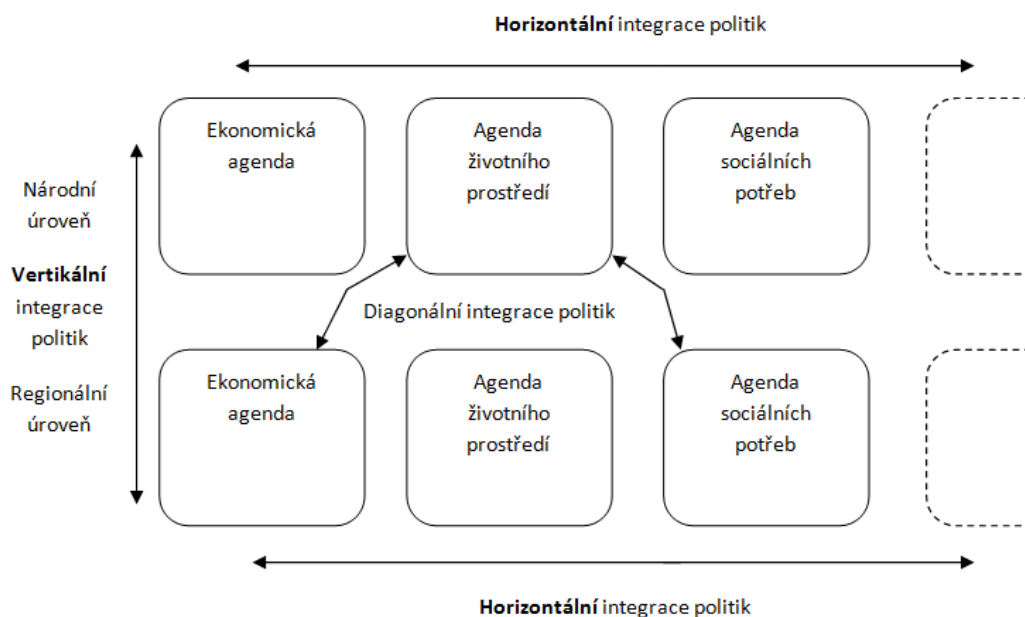 Horizontální integrace politik
Ekonomická
agenda
Agenda
životního
prostředí
Agenda
sociálních
potřeb
Národní
úroveň
Vertikální
integrace
politik
Regionální
úroveň
Diagonální integrace politik
Ekonomická
agenda
Agenda
životního
prostředí
Agenda
sociálních
potřeb
Horizontální integrace politik